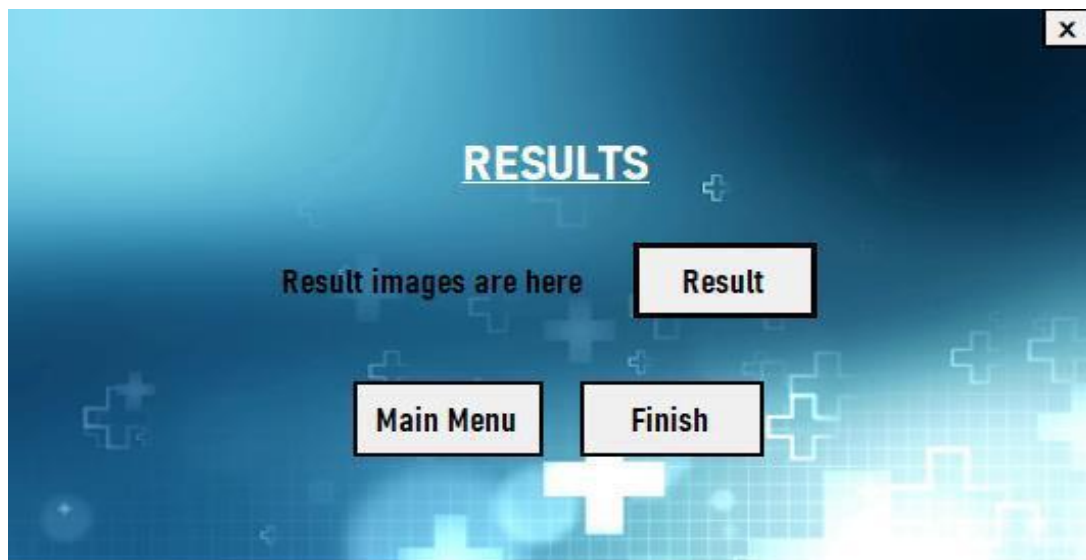 x
RESULTS
Result images are here
Result
Main Menu
Finish